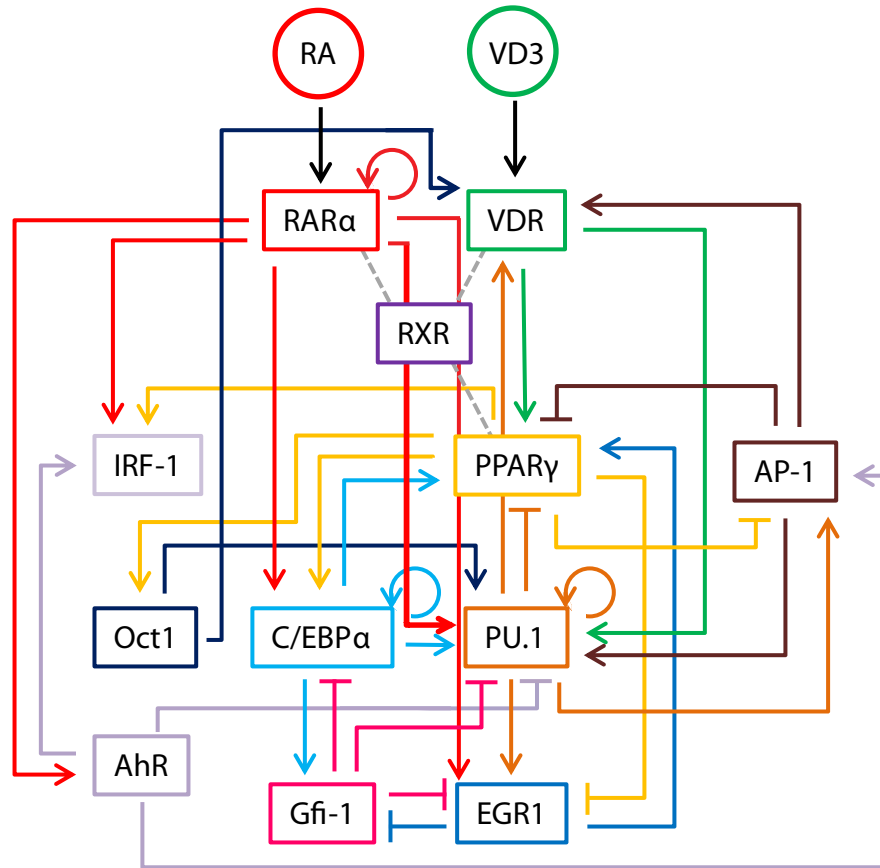 RA
VD3
RARα
VDR
RXR
IRF-1
PPARγ
AP-1
Oct1
C/EBPα
PU.1
AhR
Gfi-1
EGR1